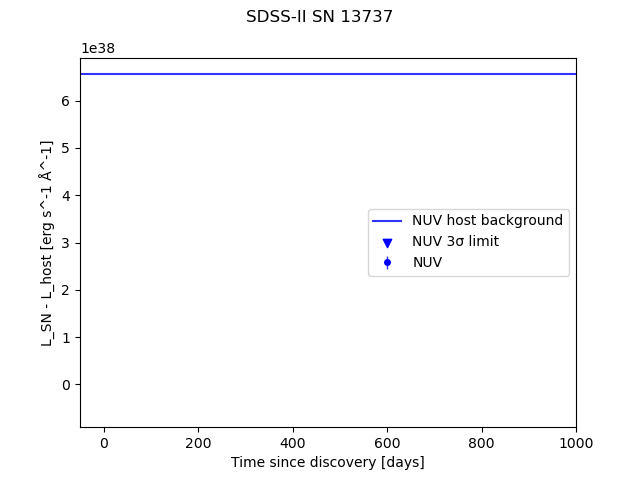 SDSS-II SN 13737
1e38
6
5
4
3
2
1
0
L_SN - L_host [erg s^-1 Å^-1]
NUV host background
NUV 3σ limit
NUV
0 200 400 600 800 1000
Time since discovery [days]